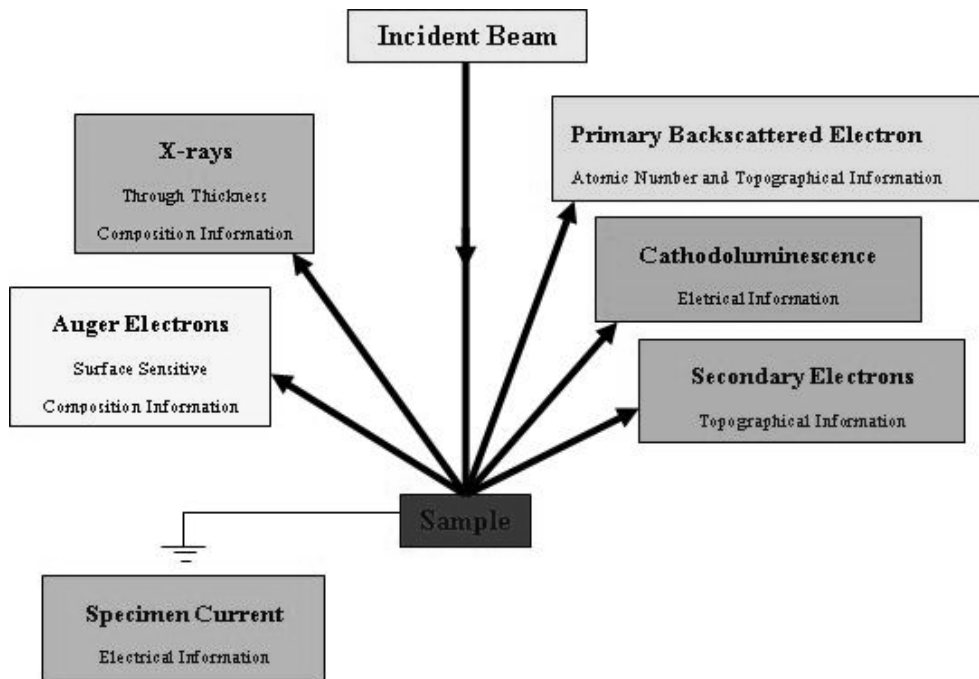 Incident Beam
X-rays
Through Thickness
Composition Information
Primary Backscattered Electron
Atomic Number and Topographical Information
Cathodoluminescence
Eletrical Information
Auger Electrons
Surface Sensitive
Composition Information
Secondary Electrons
Topographical Information
Sample
Specimen Current
Electrical Information